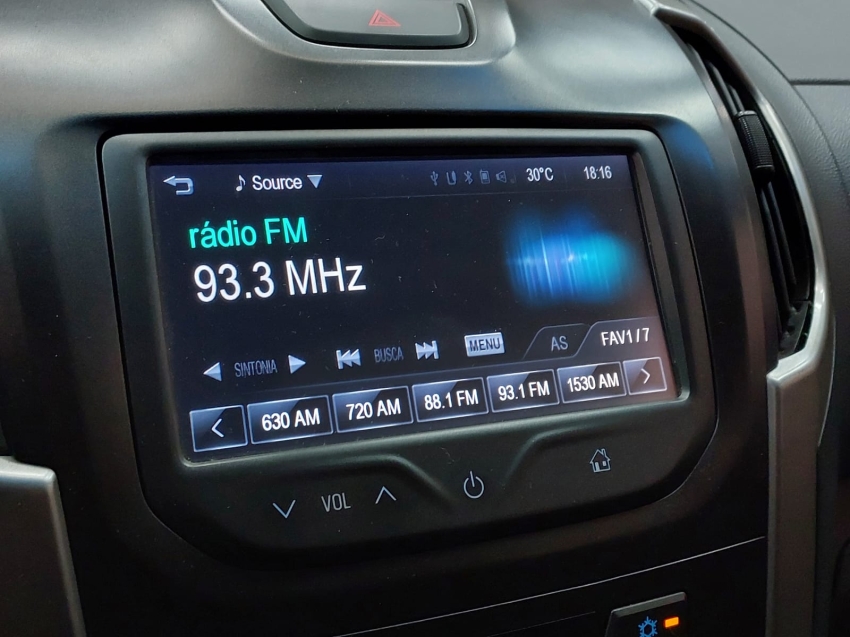 Source 30°C 18:16
rádio FM
93.3 MHz
SINTONIA BUSCA MENU AS FAV1/7
630 AM 720 AM 88.1 FM 93.1 FM 1530 AM
VOL